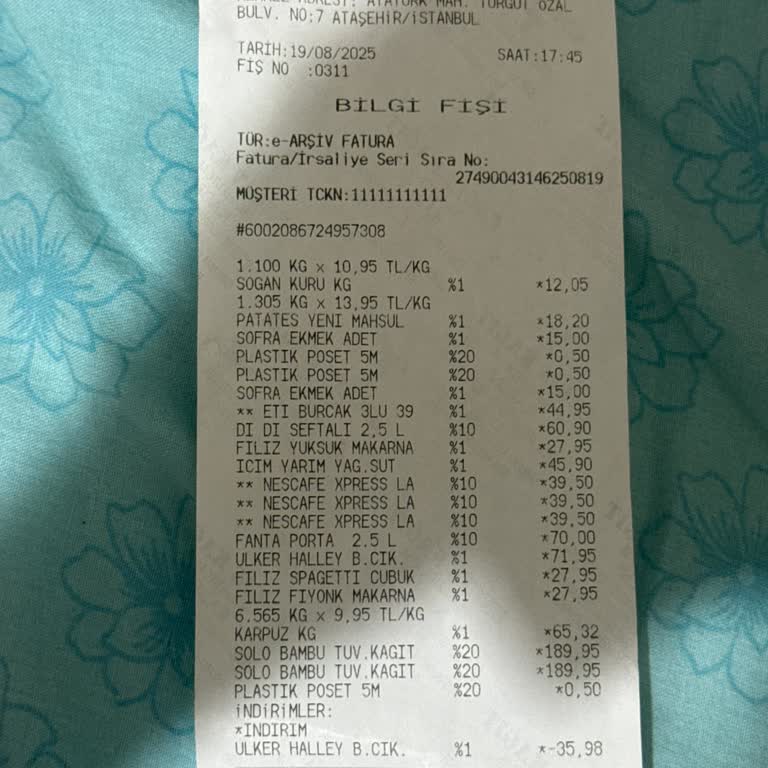 ADRESİ: ATATÜRK MAH. TURGUT ÖZAL
BULV. NO:7 ATAŞEHİR/İSTANBUL
TARİH:19/08/2025 SAAT:17:45
FİŞ NO :0311
BİLGİ FİŞİ
TÜR:e-ARŞİV FATURA
Fatura/İrsaliye Seri Sıra No:
27490043146250819
MÜŞTERİ TCKN:11111111111
#6002086724957308
1.100 KG x 10,95 TL/KG
SOGAN KURU KG %1 *12,05
1.305 KG x 13,95 TL/KG
PATATES YENI MAHSUL %1 *18,20
SOFRA EKMEK ADET %1 *15,00
PLASTIK POSET 5M %20 *0,50
PLASTIK POSET 5M %20 *0,50
SOFRA EKMEK ADET %1 *15,00
** ETI BURCAK 3LU 39 %1 *44,95
DI DI SEFTALI 2,5 L %10 *60,90
FILIZ YUKSUK MAKARNA %1 *27,95
ICIM YARIM YAG.SUT %1 *45,90
** NESCAFE XPRESS LA %10 *39,50
** NESCAFE XPRESS LA %10 *39,50
** NESCAFE XPRESS LA %10 *39,50
FANTA PORTA 2.5 L %10 *70,00
ULKER HALLEY B.CIK. %1 *71,95
FILIZ SPAGETTI CUBUK %1 *27,95
FILIZ FIYONK MAKARNA %1 *27,95
6.565 KG x 9,95 TL/KG
KARPUZ KG %1 *65,32
SOLO BAMBU TUV.KAGIT %20 *189,95
SOLO BAMBU TUV.KAGIT %20 *189,95
PLASTIK POSET 5M %20 *0,50
İNDİRİMLER:
*INDIRIM
ULKER HALLEY B.CIK. %1 *-35,98